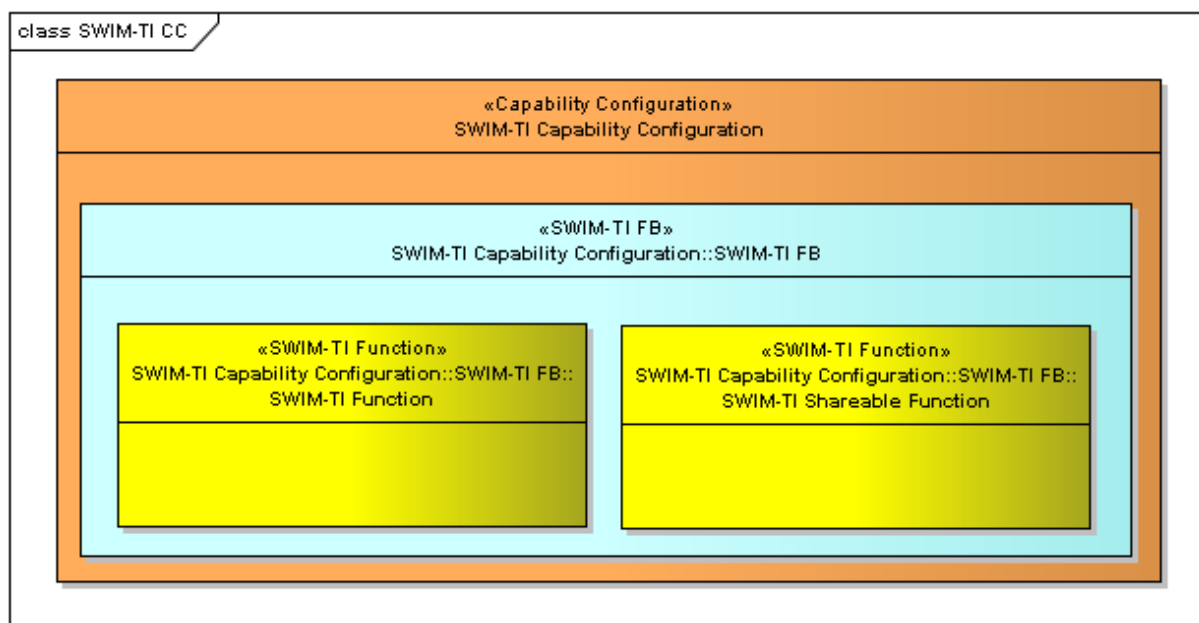 class SWIM-TI CC
«Capability Configuration»
SWIM-TI Capability Configuration
«SWIM-TI FB»
SWIM-TI Capability Configuration::SWIM-TI FB
«SWIM-TI Function»
SWIM-TI Capability Configuration::SWIM-TI FB::
SWIM-TI Function
«SWIM-TI Function»
SWIM-TI Capability Configuration::SWIM-TI FB::
SWIM-TI Shareable Function